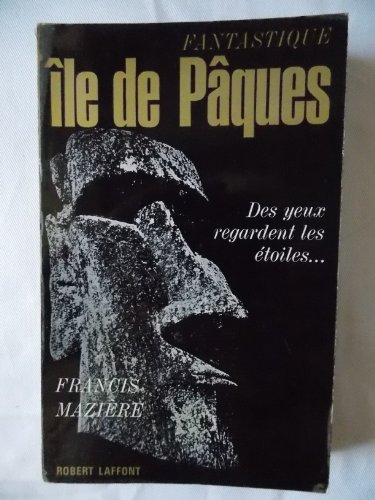 FANTASTIQUE
île de Pâques
Des yeux
regardent les
étoiles...
FRANCIS
MAZIÈRE
ROBERT LAFFONT